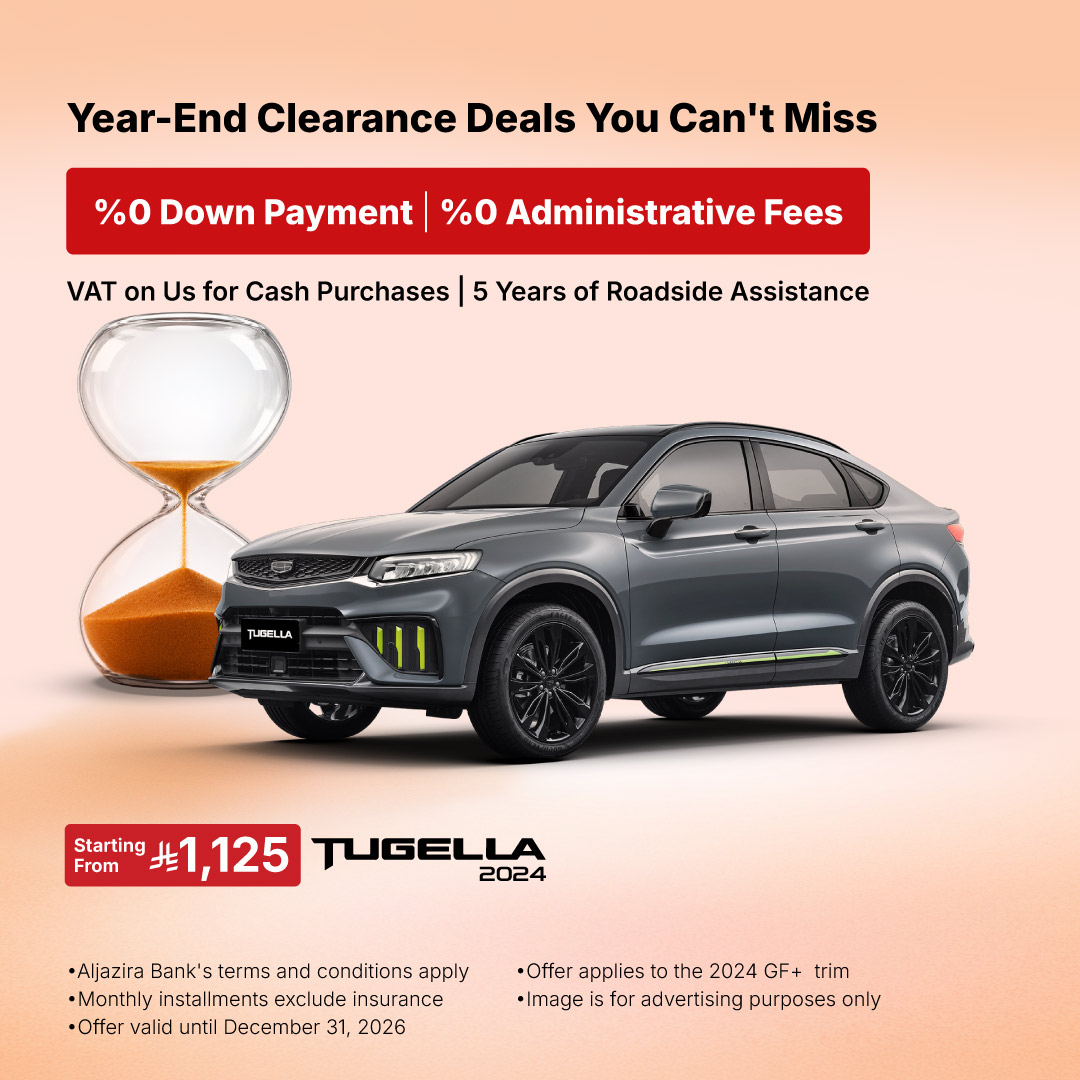 Year-End Clearance Deals You Can't Miss
%0 Down Payment | %0 Administrative Fees
VAT on Us for Cash Purchases | 5 Years of Roadside Assistance
TUGELLA
Starting From ⃁1,125
TUGELLA
2024
•Aljazira Bank's terms and conditions apply
•Monthly installments exclude insurance
•Offer valid until December 31, 2026
•Offer applies to the 2024 GF+ trim
•Image is for advertising purposes only